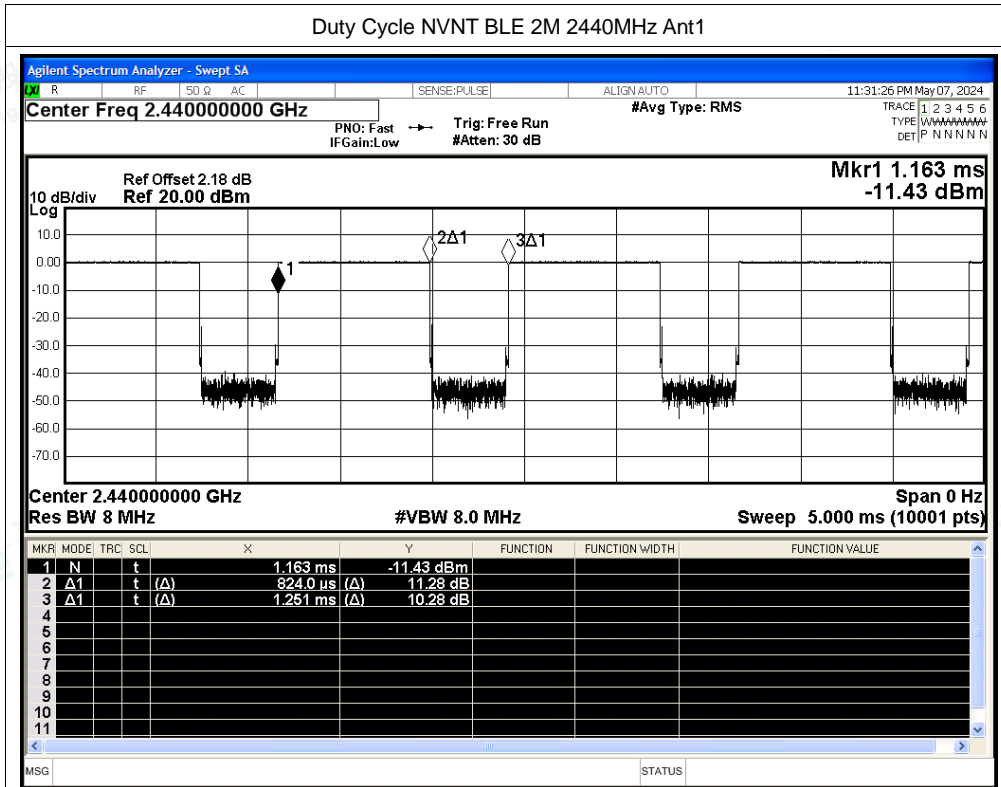 Duty Cycle NVNT BLE 2M 2440MHz Ant1
Agilent Spectrum Analyzer - Swept SA
LXI R RF 50 Ω AC SENSE:PULSE ALIGN AUTO 11:31:26 PM May 07, 2024
Center Freq 2.440000000 GHz #Avg Type: RMS TRACE 1 2 3 4 5 6
PNO: Fast Trig: Free Run TYPE WWWWWW
IFGain:Low #Atten: 30 dB DET P N N N N N
Mkr1 1.163 ms
Ref Offset 2.18 dB
10 dB/div Ref 20.00 dBm -11.43 dBm
Log
10.0
2Δ1 3Δ1
0.00
1
-10.0
-20.0
-30.0
-40.0
-50.0
-60.0
-70.0
Center 2.440000000 GHz Span 0 Hz
Res BW 8 MHz #VBW 8.0 MHz Sweep 5.000 ms (10001 pts)
MKR MODE TRC SCL X Y FUNCTION FUNCTION WIDTH FUNCTION VALUE
1 N t 1.163 ms -11.43 dBm
2 Δ1 t (Δ) 824.0 µs (Δ) 11.28 dB
3 Δ1 t (Δ) 1.251 ms (Δ) 10.28 dB
4
5
6
7
8
9
10
11
MSG STATUS